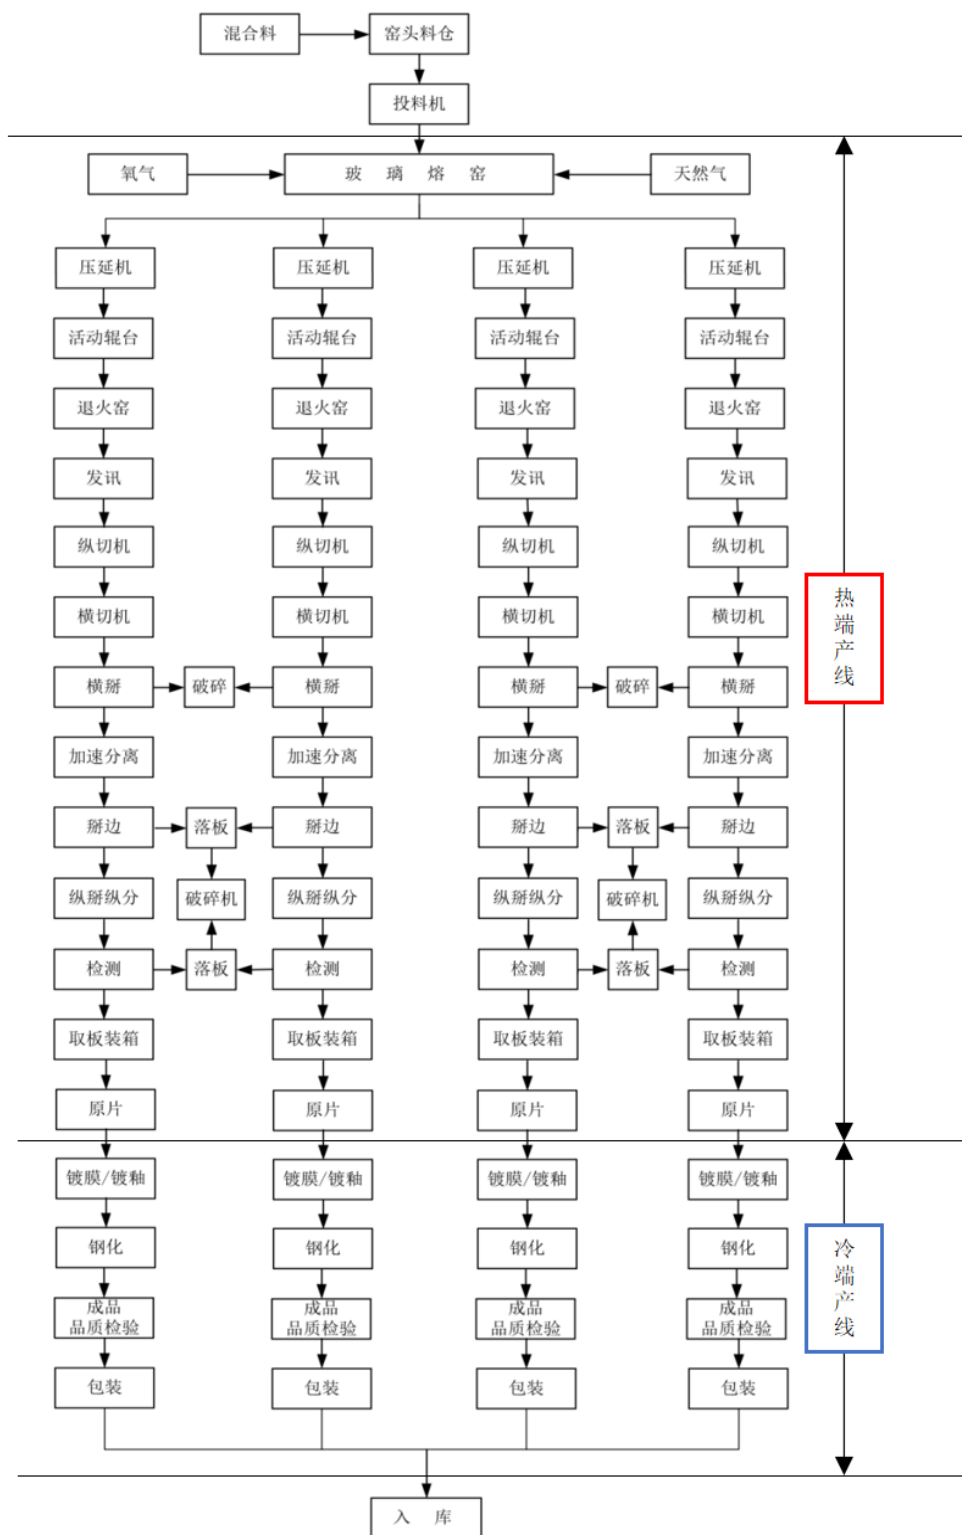 混合料 窑头料仓
投料机
氧气 玻 璃 熔 窑 天然气
压延机 压延机 压延机 压延机
活动辊台 活动辊台 活动辊台 活动辊台
退火窑 退火窑 退火窑 退火窑
发讯 发讯 发讯 发讯
纵切机 纵切机 纵切机 纵切机
横切机 横切机 横切机 横切机
热端产线
横掰 破碎 横掰 横掰 破碎 横掰
加速分离 加速分离 加速分离 加速分离
掰边 落板 掰边 掰边 落板 掰边
纵掰纵分 破碎机 纵掰纵分 纵掰纵分 破碎机 纵掰纵分
检测 落板 检测 检测 落板 检测
取板装箱 取板装箱 取板装箱 取板装箱
原片 原片 原片 原片
镀膜/镀釉 镀膜/镀釉 镀膜/镀釉 镀膜/镀釉
钢化 钢化 钢化 钢化
冷端产线
成品 成品 成品 成品
品质检验 品质检验 品质检验 品质检验
包装 包装 包装 包装
入 库